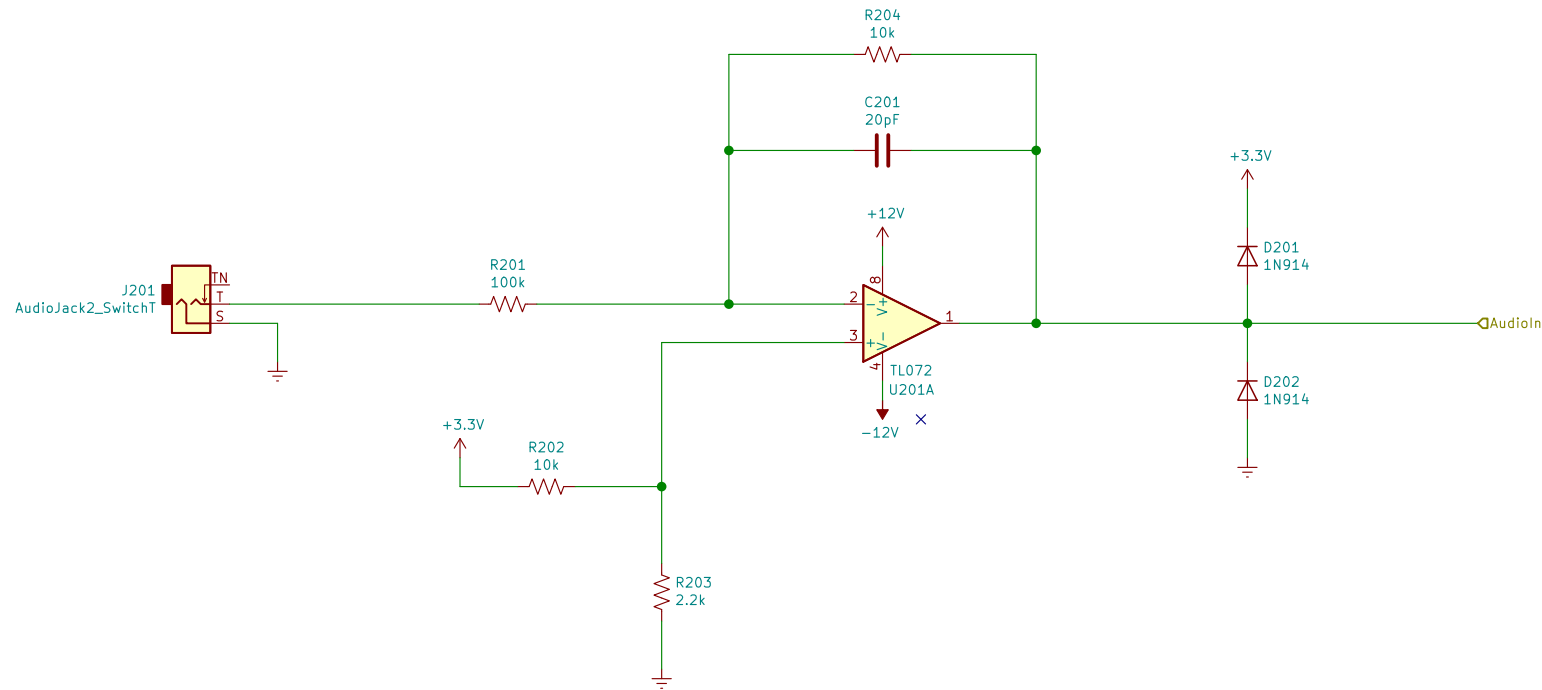 R204
10k
C201
20pF
+3.3V
+12V
D201
1N914
R201
100k
J201
AudioJack2_SwitchT
TN
T
S
8
V+
2
−
1
AudioIn
3
+
V−
4
TL072
U201A
−12V
D202
1N914
+3.3V
R202
10k
R203
2.2k